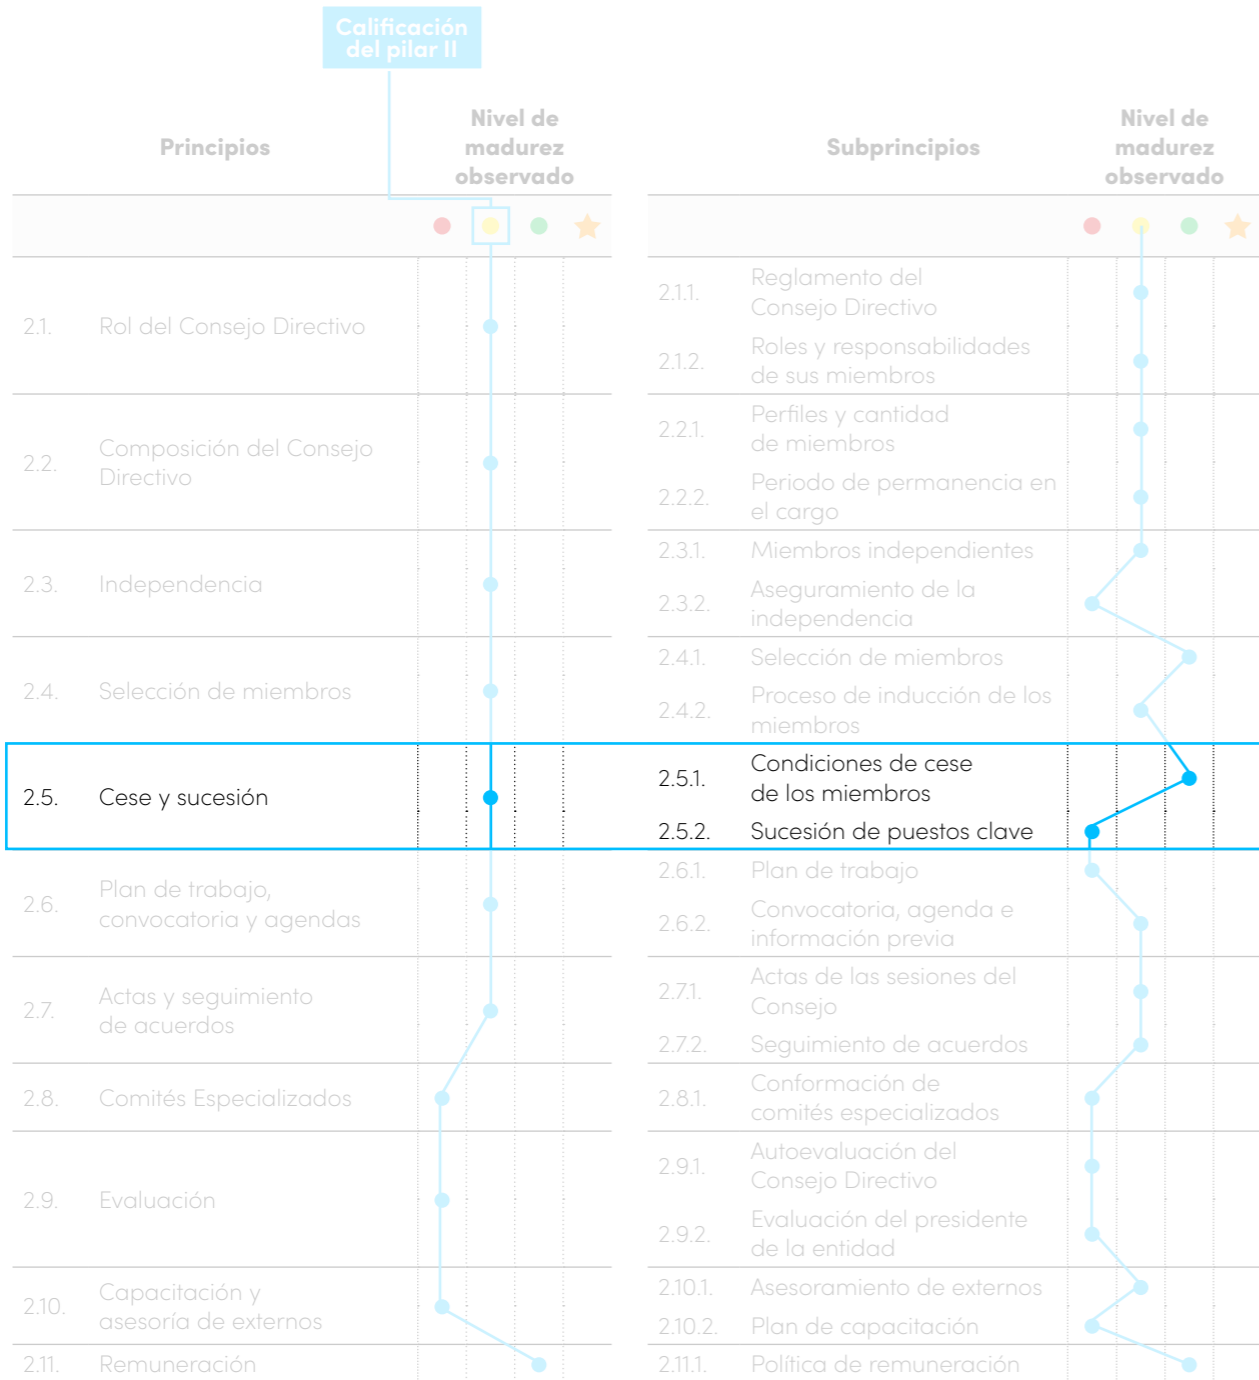 Calificación
del pilar II
Principios
Nivel de
madurez
observado
Subprincipios
Nivel de
madurez
observado
2.1. Rol del Consejo Directivo
2.1.1. Reglamento del
Consejo Directivo
2.1.2. Roles y responsabilidades
de sus miembros
2.2. Composición del Consejo
Directivo
2.2.1. Perfiles y cantidad
de miembros
2.2.2. Periodo de permanencia en
el cargo
2.3. Independencia
2.3.1. Miembros independientes
2.3.2. Aseguramiento de la
independencia
2.4. Selección de miembros
2.4.1. Selección de miembros
2.4.2. Proceso de inducción de los
miembros
2.5. Cese y sucesión
2.5.1. Condiciones de cese
de los miembros
2.5.2. Sucesión de puestos clave
2.6. Plan de trabajo,
convocatoria y agendas
2.6.1. Plan de trabajo
2.6.2. Convocatoria, agenda e
información previa
2.7. Actas y seguimiento
de acuerdos
2.7.1. Actas de las sesiones del
Consejo
2.7.2. Seguimiento de acuerdos
2.8. Comités Especializados
2.8.1. Conformación de
comités especializados
2.9. Evaluación
2.9.1. Autoevaluación del
Consejo Directivo
2.9.2. Evaluación del presidente
de la entidad
2.10. Capacitación y
asesoría de externos
2.10.1. Asesoramiento de externos
2.10.2. Plan de capacitación
2.11. Remuneración
2.11.1. Política de remuneración